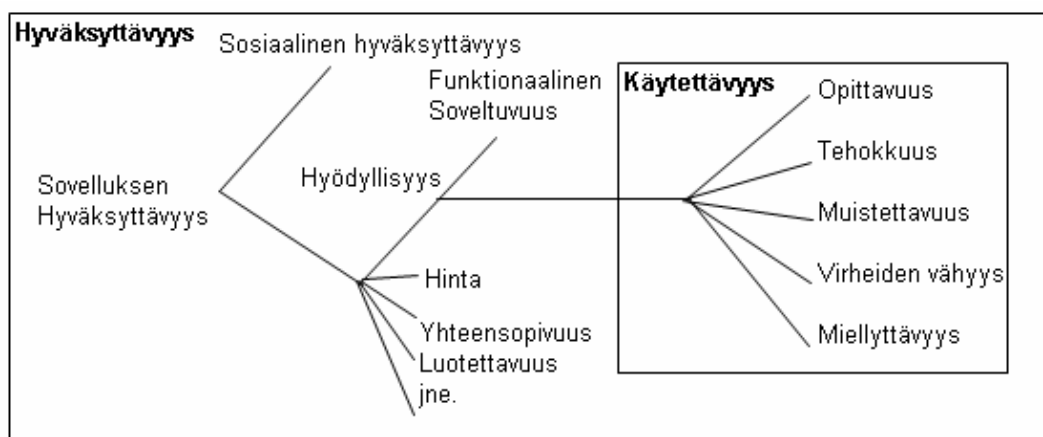 Hyväksyttävyys
Sosiaalinen hyväksyttävyys
Funktionaalinen
Soveltuvuus
Käytettävyys
Opittavuus
Tehokkuus
Hyödyllisyys
Sovelluksen
Hyväksyttävyys
Muistettavuus
Hinta
Virheiden vähyys
Yhteensopivuus
Miellyttävyys
Luotettavuus
jne.